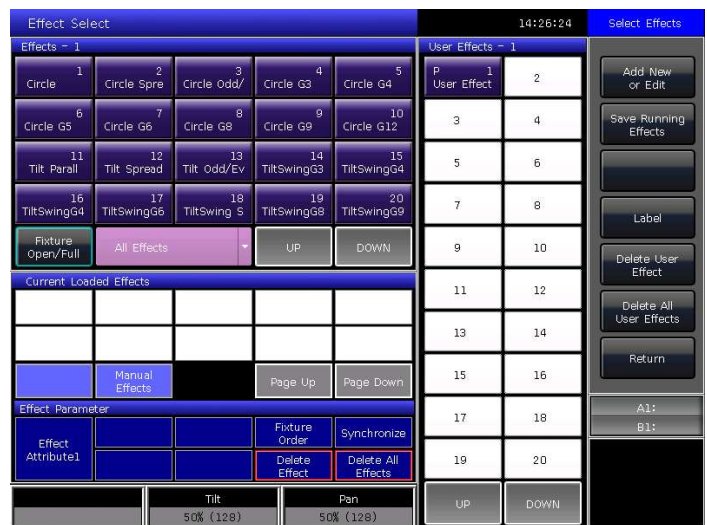 Effect Select
14:26:24
Select Effects
Effects - 1
1
Circle
2
Circle Spre
3
Circle Odd/
4
Circle G3
5
Circle G4
6
Circle G5
7
Circle G6
8
Circle G8
9
Circle G9
10
Circle G12
11
Tilt Parall
12
Tilt Spread
13
Tilt Odd/Ev
14
TiltSwingG3
15
TiltSwingG4
16
TiltSwingG4
17
TiltSwingG6
18
TiltSwing S
19
TiltSwingG8
20
TiltSwingG9
Fixture
Open/Full
All Effects
UP
DOWN
Current Loaded Effects
Manual
Effects
Page Up
Page Down
Effect Parameter
Effect
Attribute1
Fixture
Order
Synchronize
Delete
Effect
Delete All
Effects
Tilt
50% (128)
Pan
50% (128)
User Effects - 1
P 1
User Effect
2
3
4
5
6
7
8
9
10
11
12
13
14
15
16
17
18
19
20
UP
DOWN
Add New
or Edit
Save Running
Effects
Label
Delete User
Effect
Delete All
User Effects
Return
A1:
B1: